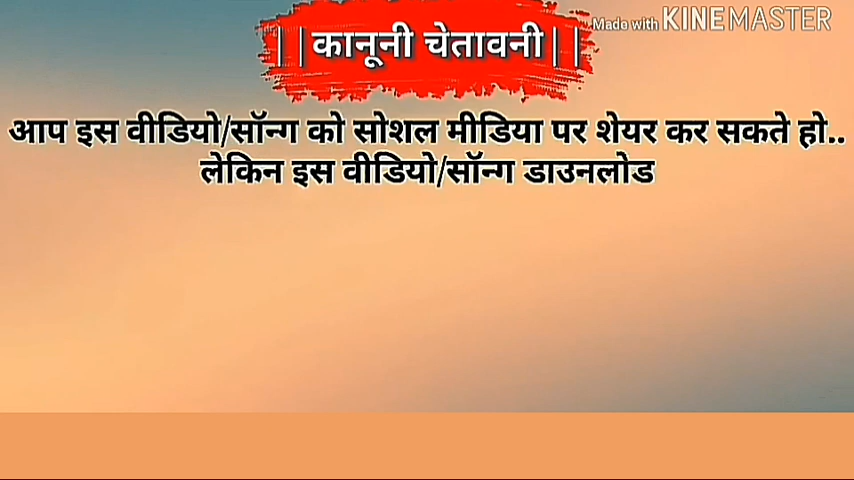 ||कानूनी चेतावनी||
Made with KINEMASTER
आप इस वीडियो/सॉन्ग को सोशल मीडिया पर शेयर कर सकते हो..
लेकिन इस वीडियो/सॉन्ग डाउनलोड